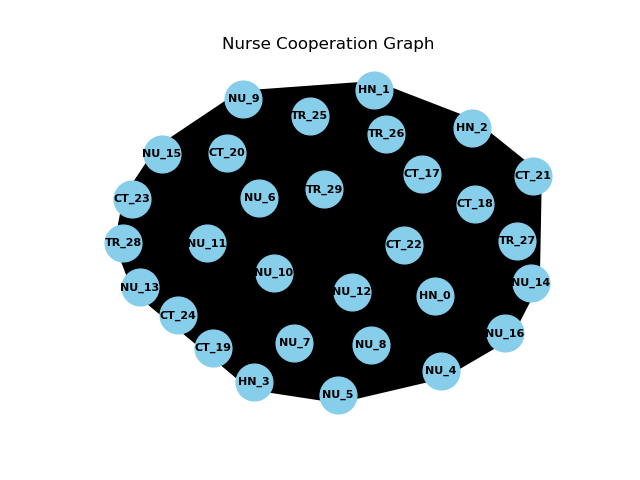 Nurse Cooperation Graph
HN_1
NU_9
TR_25
HN_2
TR_26
CT_20
NU_15
CT_17
CT_21
TR_29
NU_6
CT_23
CT_18
TR_27
TR_28
NU_11
CT_22
NU_10
NU_14
NU_13
NU_12
HN_0
CT_24
NU_16
NU_7
NU_8
CT_19
NU_4
HN_3
NU_5